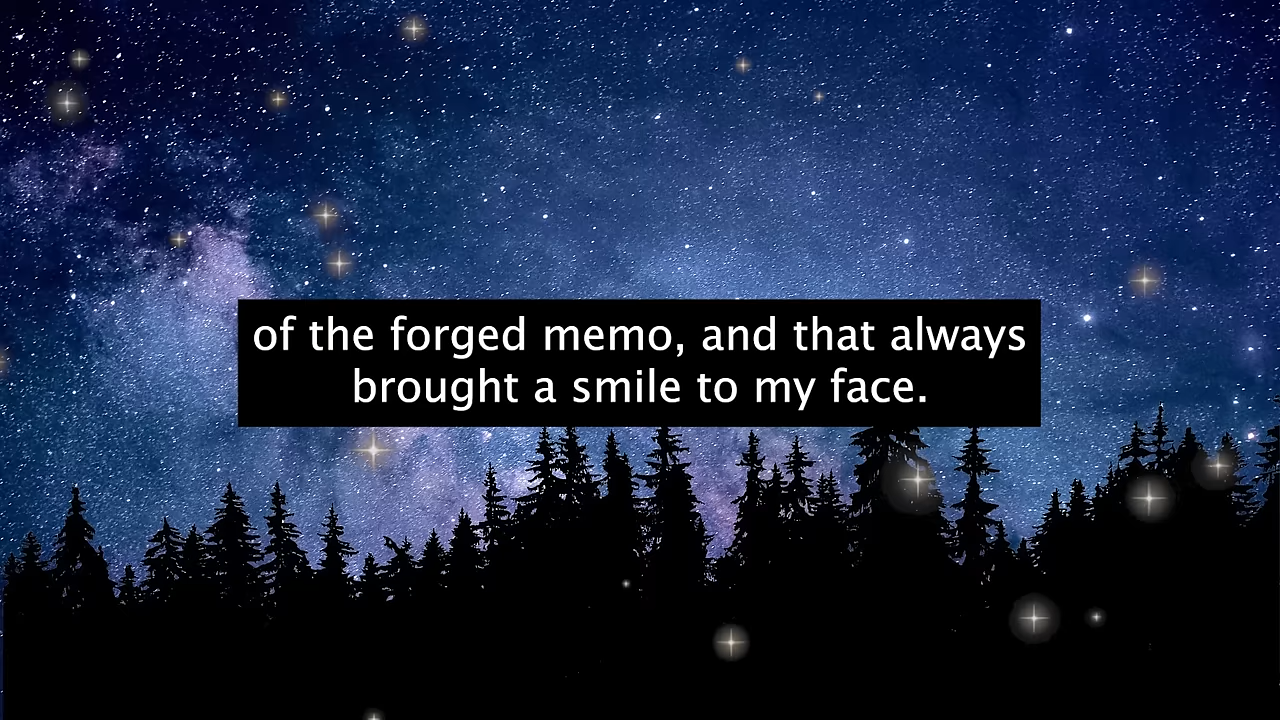 of the forged memo, and that always
brought a smile to my face.